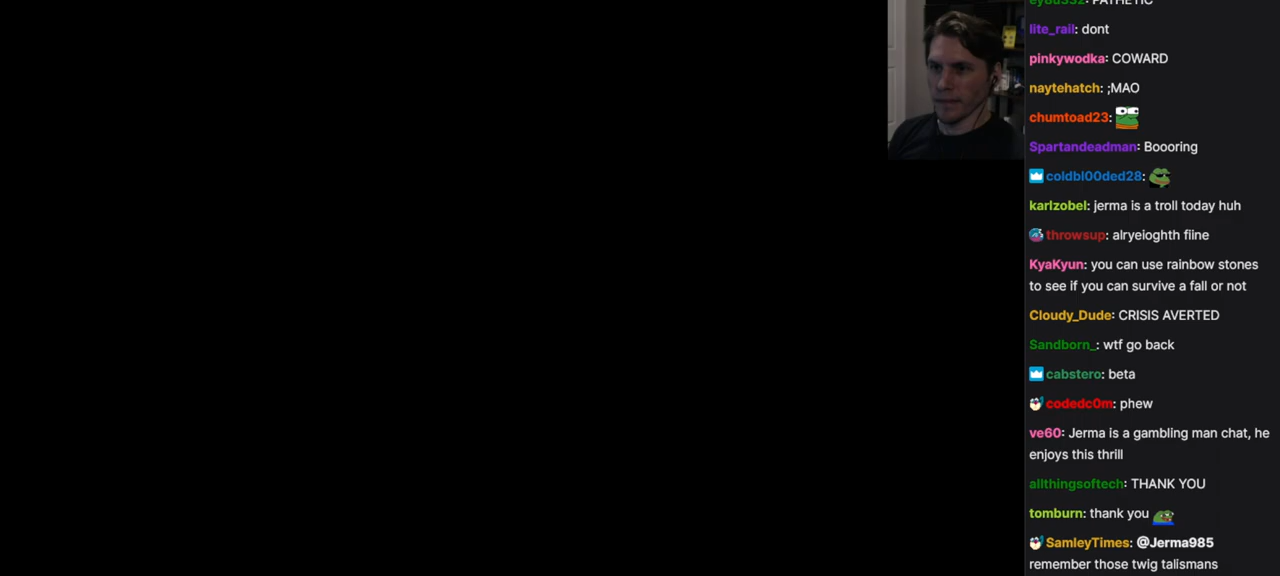 ey8d332: PATHETIC
lite_rail: dont
pinkywodka: COWARD
naytehatch: ;MAO
chumtoad23:
Spartandeadman: Boooring
coldbl00ded28:
karlzobel: jerma is a troll today huh
throwsup: alryeioghth fiine
KyaKyun: you can use rainbow stones
to see if you can survive a fall or not
Cloudy_Dude: CRISIS AVERTED
Sandborn_: wtf go back
cabstero: beta
codedc0m: phew
ve60: Jerma is a gambling man chat, he
enjoys this thrill
allthingsoftech: THANK YOU
tomburn: thank you
SamleyTimes: @Jerma985
remember those twig talismans